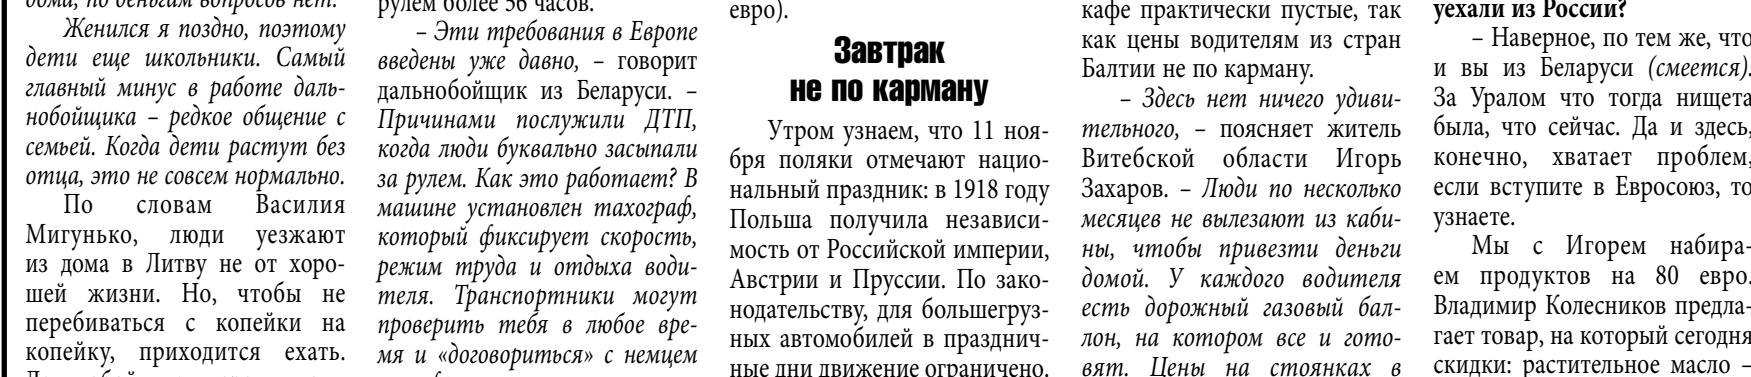 дома, по деньгам вопросов нет.
Женился я поздно, поэтому
дети еще школьники. Самый
главный минус в работе даль-
нобойщика – редкое общение с
семьей. Когда дети растут без
отца, это не совсем нормально.
По словам Василия
Мигунько, люди уезжают
из дома в Литву не от хоро-
шей жизни. Но, чтобы не
перебиваться с копейки на
копейку, приходится ехать.
рулем более 56 часов.
– Эти требования в Европе
введены уже давно, – говорит
дальнобойщик из Беларуси. –
Причинами послужили ДТП,
когда люди буквально засыпали
за рулем. Как это работает? В
машине установлен тахограф,
который фиксирует скорость,
режим труда и отдыха води-
теля. Транспортники могут
проверить тебя в любое вре-
мя и «договориться» с немцем
евро).
Завтрак
не по карману
Утром узнаем, что 11 ноя-
бря поляки отмечают нацио-
нальный праздник: в 1918 году
Польша получила независи-
мость от Российской империи,
Австрии и Пруссии. По зако-
нодательству, для большегруз-
ных автомобилей в празднич-
ные дни движение ограничено.
кафе практически пустые, так
как цены водителям из стран
Балтии не по карману.
– Здесь нет ничего удиви-
тельного, – поясняет житель
Витебской области Игорь
Захаров. – Люди по несколько
месяцев не вылезают из каби-
ны, чтобы привезти деньги
домой. У каждого водителя
есть дорожный газовый бал-
лон, на котором все и гото-
вят. Цены на стоянках в
уехали из России?
– Наверное, по тем же, что
и вы из Беларуси (смеется).
За Уралом что тогда нищета
была, что сейчас. Да и здесь,
конечно, хватает проблем,
если вступите в Евросоюз, то
узнаете.
Мы с Игорем набира-
ем продуктов на 80 евро.
Владимир Колесников предла-
гает товар, на который сегодня
скидки: растительное масло –